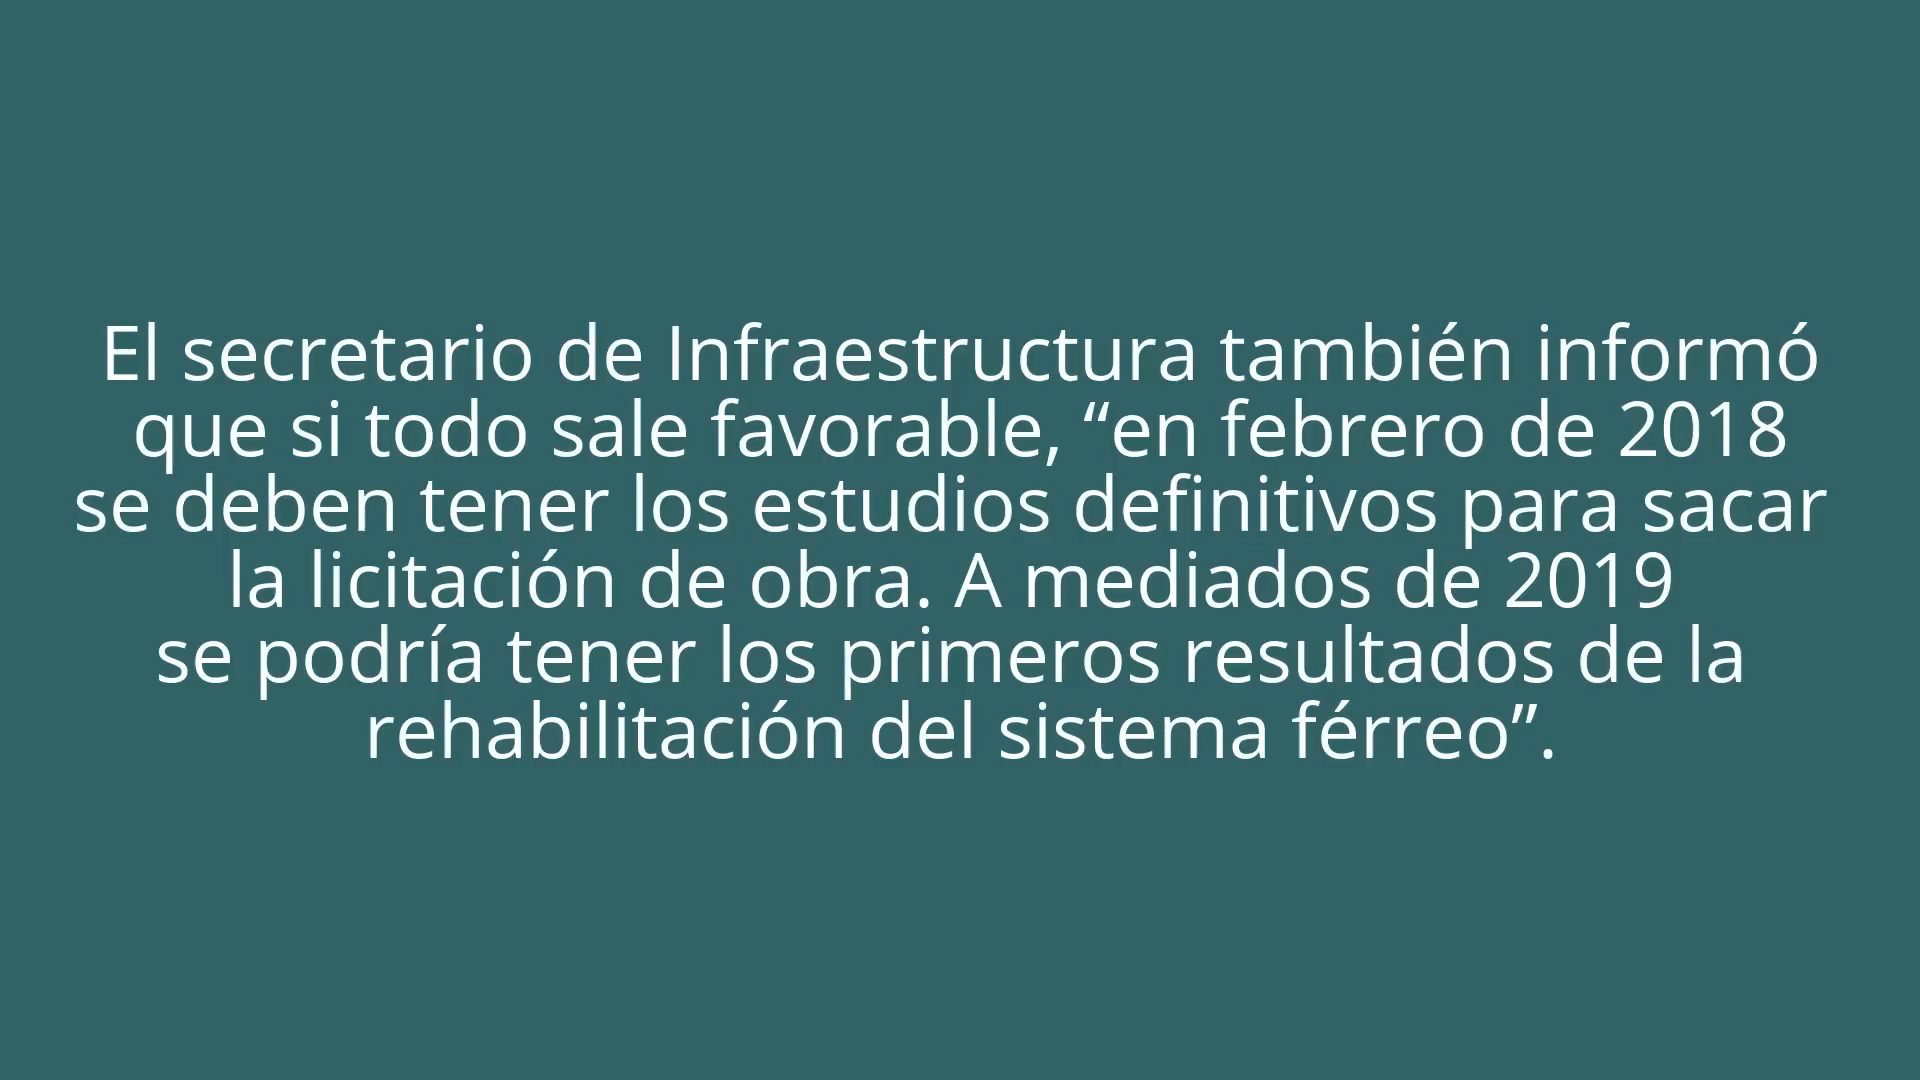 El secretario de Infraestructura también informó
que si todo sale favorable, “en febrero de 2018
se deben tener los estudios definitivos para sacar
la licitación de obra. A mediados de 2019
se podría tener los primeros resultados de la
rehabilitación del sistema férreo”.